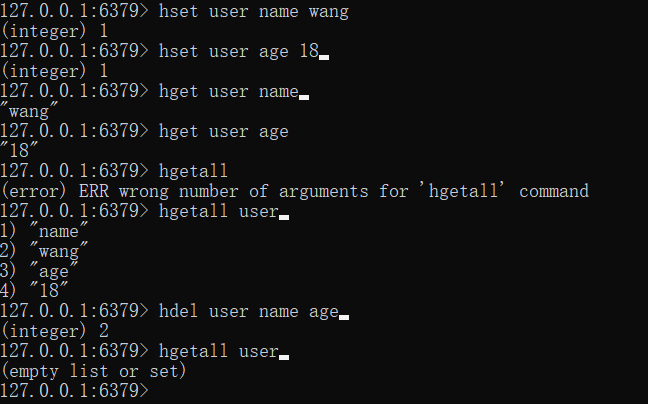 127.0.0.1:6379> hset user name wang
(integer) 1
127.0.0.1:6379> hset user age 18
(integer) 1
127.0.0.1:6379> hget user name
"wang"
127.0.0.1:6379> hget user age
"18"
127.0.0.1:6379> hgetall
(error) ERR wrong number of arguments for 'hgetall' command
127.0.0.1:6379> hgetall user
1) "name"
2) "wang"
3) "age"
4) "18"
127.0.0.1:6379> hdel user name age
(integer) 2
127.0.0.1:6379> hgetall user
(empty list or set)
127.0.0.1:6379>